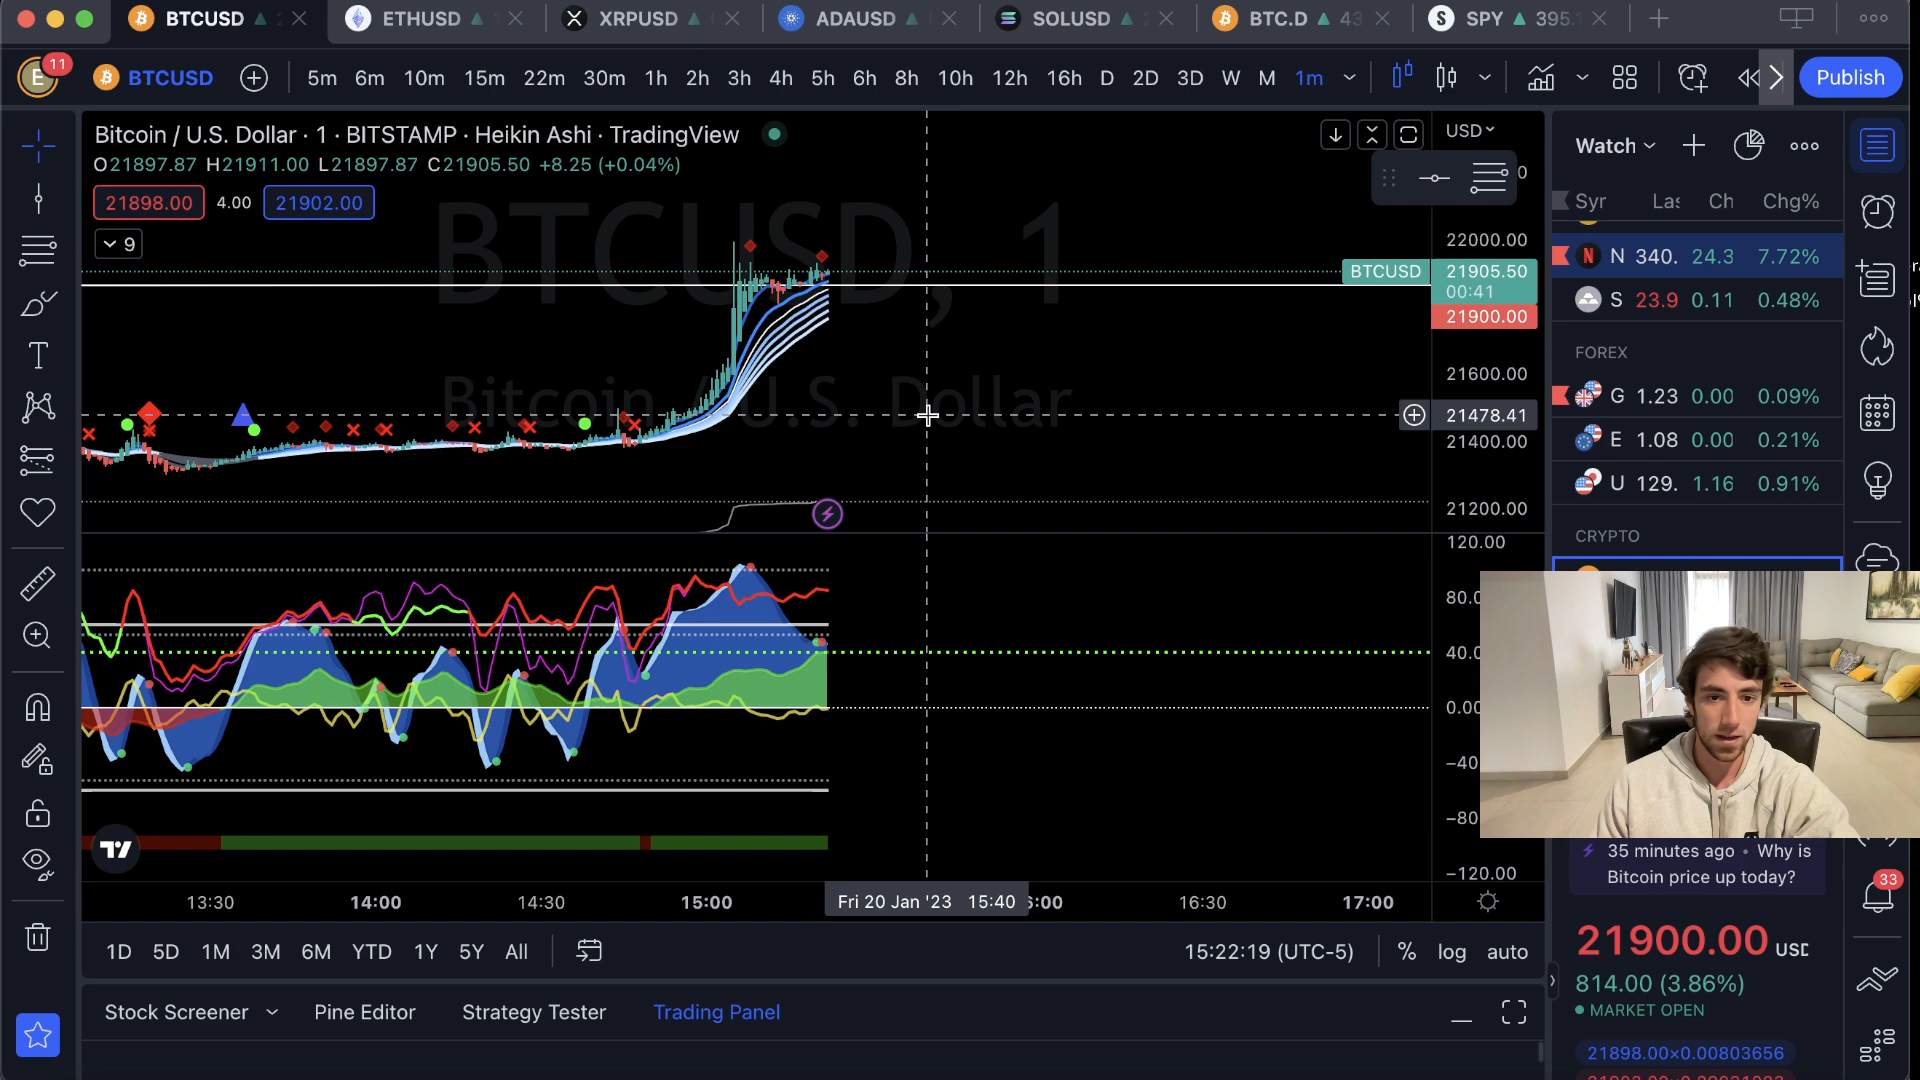 BTCUSD ETHUSD XRPUSD ADAUSD SOLUSD BTC.D 43 SPY 395.
11 BTCUSD 5m 6m 10m 15m 22m 30m 1h 2h 3h 4h 5h 6h 8h 10h 12h 16h D 2D 3D W M 1m Publish
E
Bitcoin / U.S. Dollar · 1 · BITSTAMP · Heikin Ashi · TradingView
O21897.87 H21911.00 L21897.87 C21905.50 +8.25 (+0.04%)
21898.00 4.00 21902.00
9
BTCUSD, 1
Bitcoin / U.S. Dollar
USD
22000.00
BTCUSD 21905.50
00:41
21900.00
21600.00
21478.41
21400.00
21200.00
120.00
80.0
40.0
0.00
−40
−80
−120.00
13:30 14:00 14:30 15:00 Fri 20 Jan '23 15:40 16:30 17:00
1D 5D 1M 3M 6M YTD 1Y 5Y All 15:22:19 (UTC-5) % log auto
Stock Screener Pine Editor Strategy Tester Trading Panel
Watch
Syr Las Ch Chg%
N 340. 24.3 7.72%
S 23.9 0.11 0.48%
FOREX
G 1.23 0.00 0.09%
E 1.08 0.00 0.21%
U 129. 1.16 0.91%
CRYPTO
35 minutes ago • Why is
Bitcoin price up today?
33
21900.00 USD
814.00 (3.86%)
MARKET OPEN
21898.00×0.00803656